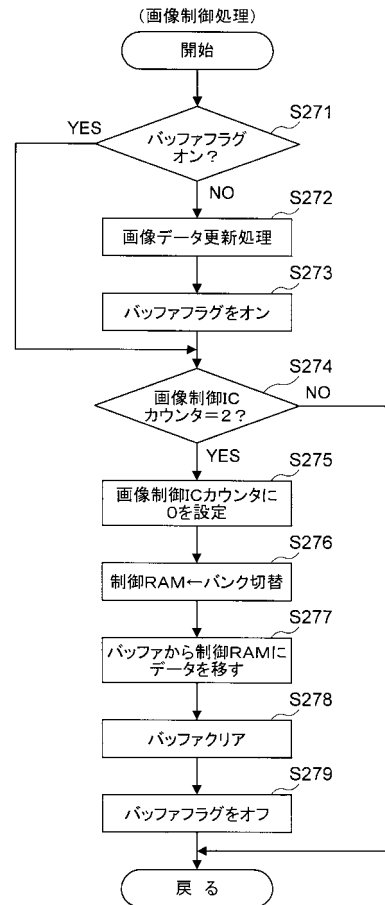 (画像制御処理)
開始
S271
YES
バッファフラグ
オン?
NO
S272
画像データ更新処理
S273
バッファフラグをオン
S274
画像制御IC
カウンタ=2?
NO
YES
S275
画像制御ICカウンタに
0を設定
S276
制御RAM←バンク切替
S277
バッファから制御RAMに
データを移す
S278
バッファクリア
S279
バッファフラグをオフ
戻る